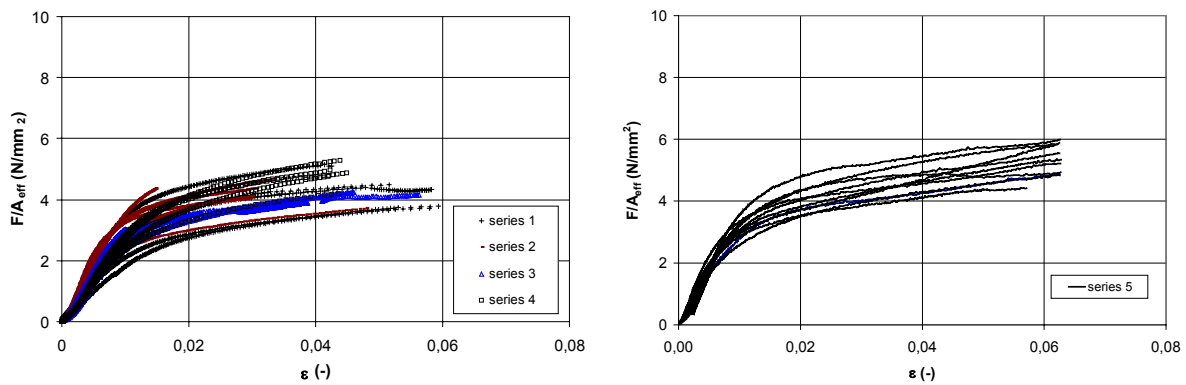 10
8
6
4
2
0
F/Aeff (N/mm 2)
0
0,02
0,04
0,06
0,08
ε (-)
series 1
series 2
series 3
series 4
10
8
6
4
2
0
F/Aeff (N/mm²)
0,00
0,02
0,04
0,06
0,08
ε (-)
series 5